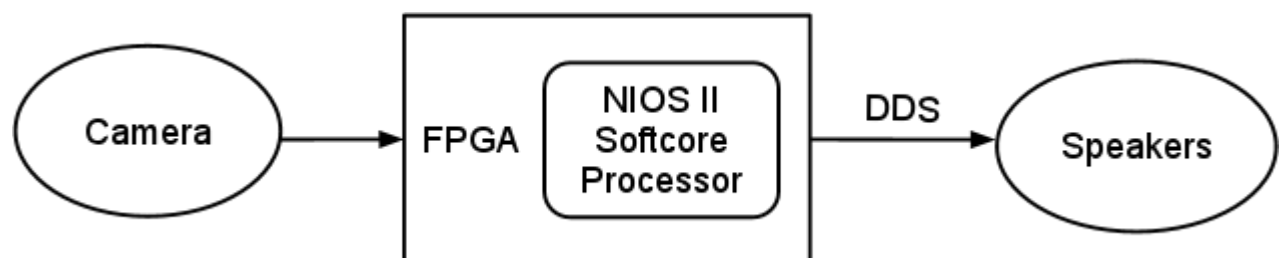 Camera
FPGA
NIOS II
Softcore
Processor
DDS
Speakers